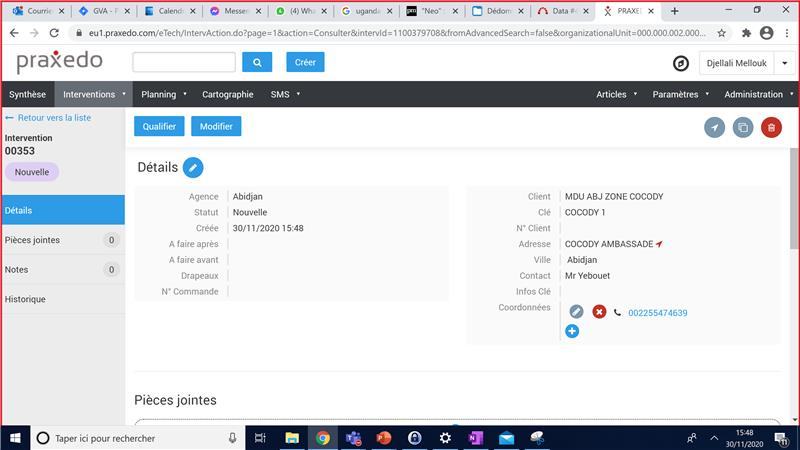 Courrie
GVA - P
Calend
Messen
(4) Wha
uganda
"Neo" :
Dédom
Data #
PRAXED
eu1.praxedo.com/eTech/IntervAction.do?page=1&action=Consulter&intervId=1100379708&fromAdvancedSearch=false&organizationalUnit=000.000.002.000...
praxedo
Créer
Djellali Mellouk
Synthèse
Interventions
Planning
Cartographie
SMS
Articles
Paramètres
Administration
← Retour vers la liste
Intervention
00353
Nouvelle
Détails
Pièces jointes 0
Notes 0
Historique
Qualifier
Modifier
Détails
Agence Abidjan
Statut Nouvelle
Créée 30/11/2020 15:48
A faire après
A faire avant
Drapeaux
N° Commande
Client MDU ABJ ZONE COCODY
Clé COCODY 1
N° Client
Adresse COCODY AMBASSADE
Ville Abidjan
Contact Mr Yebouet
Infos Clé
Coordonnées 002255474639
Pièces jointes
Taper ici pour rechercher
15:48
30/11/2020